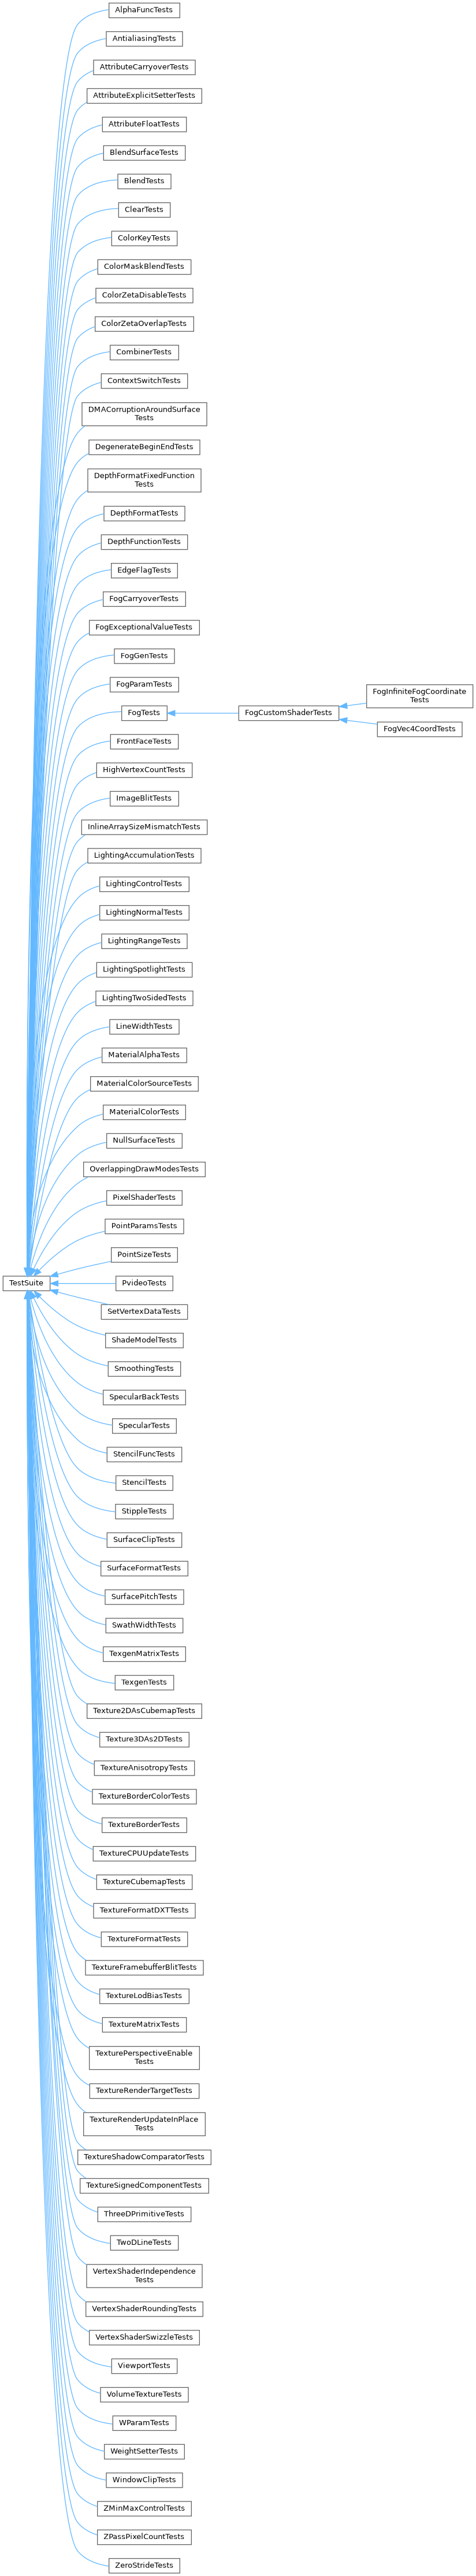 AlphaFuncTests
AntialiasingTests
AttributeCarryoverTests
AttributeExplicitSetterTests
AttributeFloatTests
BlendSurfaceTests
BlendTests
ClearTests
ColorKeyTests
ColorMaskBlendTests
ColorZetaDisableTests
ColorZetaOverlapTests
CombinerTests
ContextSwitchTests
DMACorruptionAroundSurface
Tests
DegenerateBeginEndTests
DepthFormatFixedFunction
Tests
DepthFormatTests
DepthFunctionTests
EdgeFlagTests
FogCarryoverTests
FogExceptionalValueTests
FogGenTests
FogParamTests
FogTests
FogCustomShaderTests
FogInfiniteFogCoordinate
Tests
FogVec4CoordTests
FrontFaceTests
HighVertexCountTests
ImageBlitTests
InlineArraySizeMismatchTests
LightingAccumulationTests
LightingControlTests
LightingNormalTests
LightingRangeTests
LightingSpotlightTests
LightingTwoSidedTests
LineWidthTests
MaterialAlphaTests
MaterialColorSourceTests
MaterialColorTests
NullSurfaceTests
OverlappingDrawModesTests
PixelShaderTests
PointParamsTests
PointSizeTests
TestSuite
PvideoTests
SetVertexDataTests
ShadeModelTests
SmoothingTests
SpecularBackTests
SpecularTests
StencilFuncTests
StencilTests
StippleTests
SurfaceClipTests
SurfaceFormatTests
SurfacePitchTests
SwathWidthTests
TexgenMatrixTests
TexgenTests
Texture2DAsCubemapTests
Texture3DAs2DTests
TextureAnisotropyTests
TextureBorderColorTests
TextureBorderTests
TextureCPUUpdateTests
TextureCubemapTests
TextureFormatDXTTests
TextureFormatTests
TextureFramebufferBlitTests
TextureLodBiasTests
TextureMatrixTests
TexturePerspectiveEnable
Tests
TextureRenderTargetTests
TextureRenderUpdateInPlace
Tests
TextureShadowComparatorTests
TextureSignedComponentTests
ThreeDPrimitiveTests
TwoDLineTests
VertexShaderIndependence
Tests
VertexShaderRoundingTests
VertexShaderSwizzleTests
ViewportTests
VolumeTextureTests
WParamTests
WeightSetterTests
WindowClipTests
ZMinMaxControlTests
ZPassPixelCountTests
ZeroStrideTests